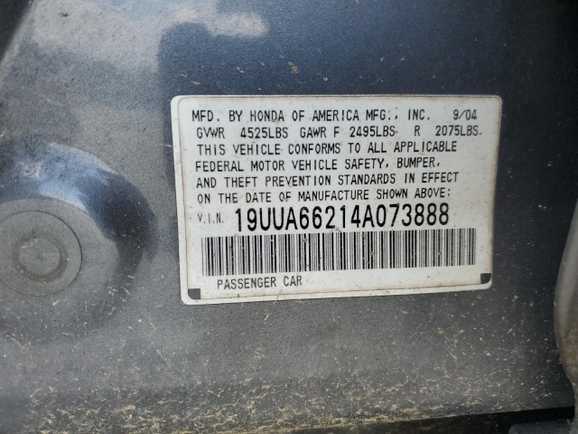 MFD. BY HONDA OF AMERICA MFG., INC. 9/04
GVWR 4525LBS GAWR F 2495LBS R 2075LBS.
THIS VEHICLE CONFORMS TO ALL APPLICABLE
FEDERAL MOTOR VEHICLE SAFETY, BUMPER,
AND THEFT PREVENTION STANDARDS IN EFFECT
ON THE DATE OF MANUFACTURE SHOWN ABOVE:
V.I.N. 19UUA66214A073888
PASSENGER CAR